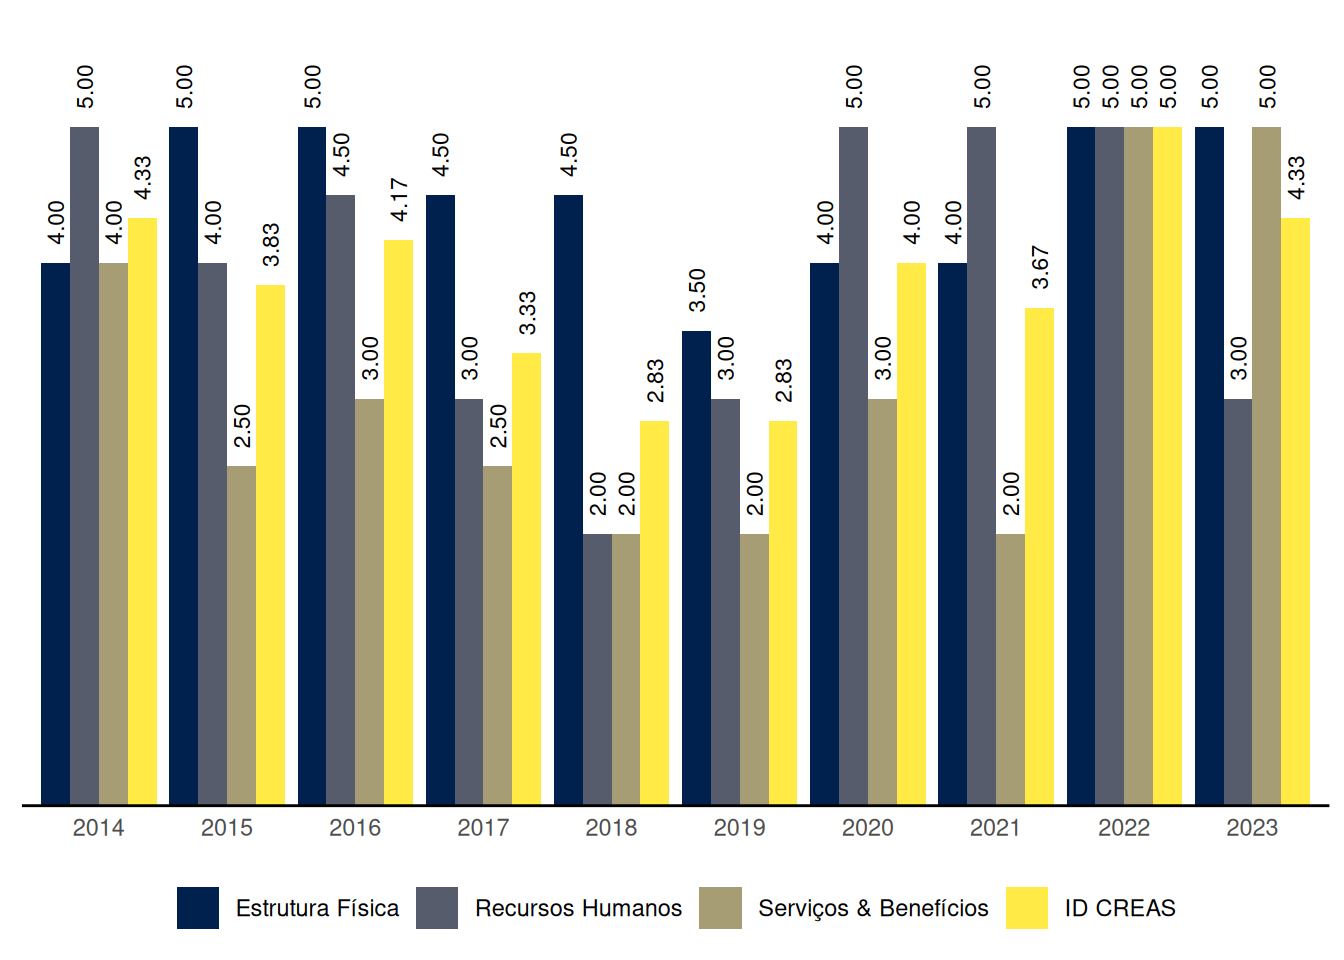 4.00 5.00 4.00 4.33
5.00 4.00 2.50 3.83
5.00 4.50 3.00 4.17
4.50 3.00 2.50 3.33
4.50 2.00 2.00 2.83
3.50 3.00 2.00 2.83
4.00 5.00 3.00 4.00
4.00 5.00 2.00 3.67
5.00 5.00 5.00 5.00
5.00 3.00 5.00 4.33
2014 2015 2016 2017 2018 2019 2020 2021 2022 2023
Estrutura Física Recursos Humanos Serviços & Benefícios ID CREAS